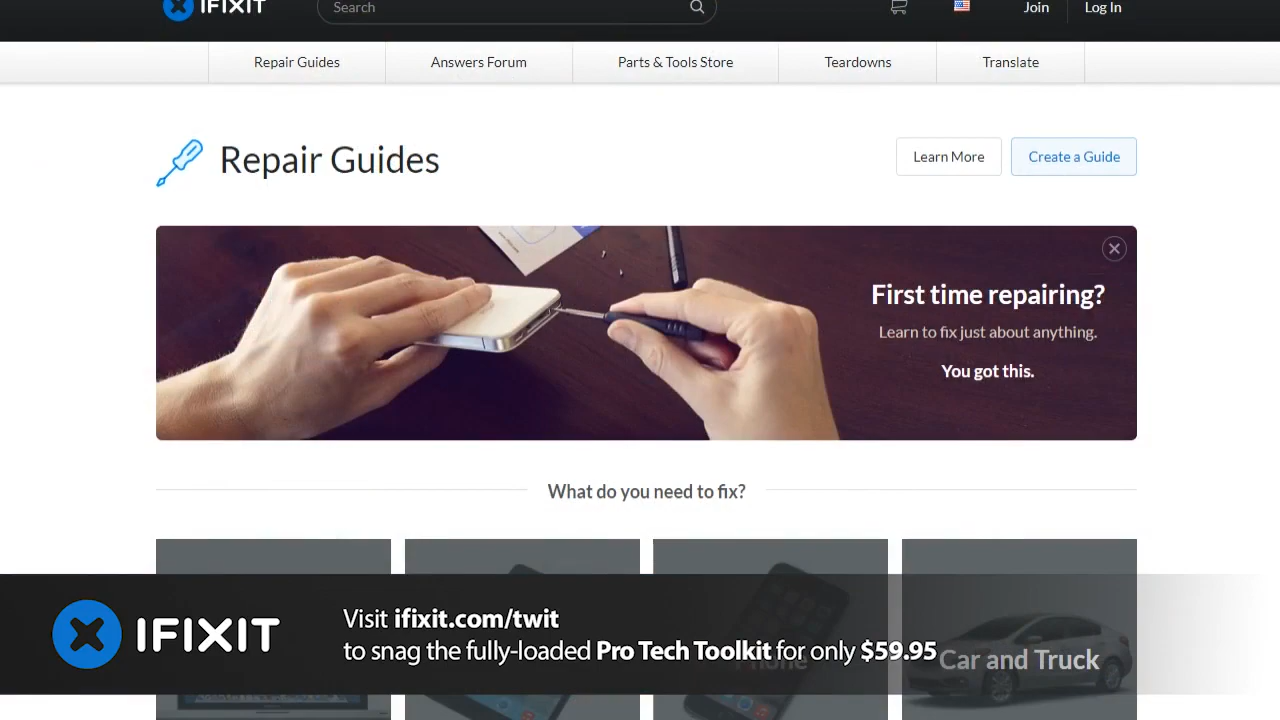 IFIXIT
Search
Join
Log In
Repair Guides
Answers Forum
Parts & Tools Store
Teardowns
Translate
Repair Guides
Learn More
Create a Guide
First time repairing?
Learn to fix just about anything.
You got this.
What do you need to fix?
Phone
Car and Truck
IFIXIT
Visit ifixit.com/twit
to snag the fully-loaded Pro Tech Toolkit for only $59.95